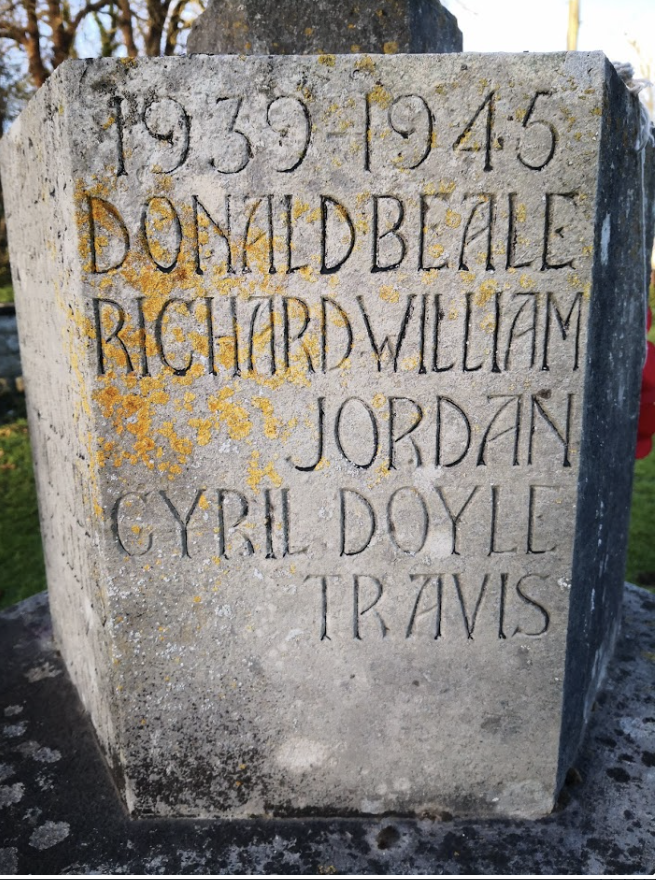 1939-1945
DONALD BEALE
RICHARD WILLIAM
JORDAN
CYRIL DOYLE
TRAVIS